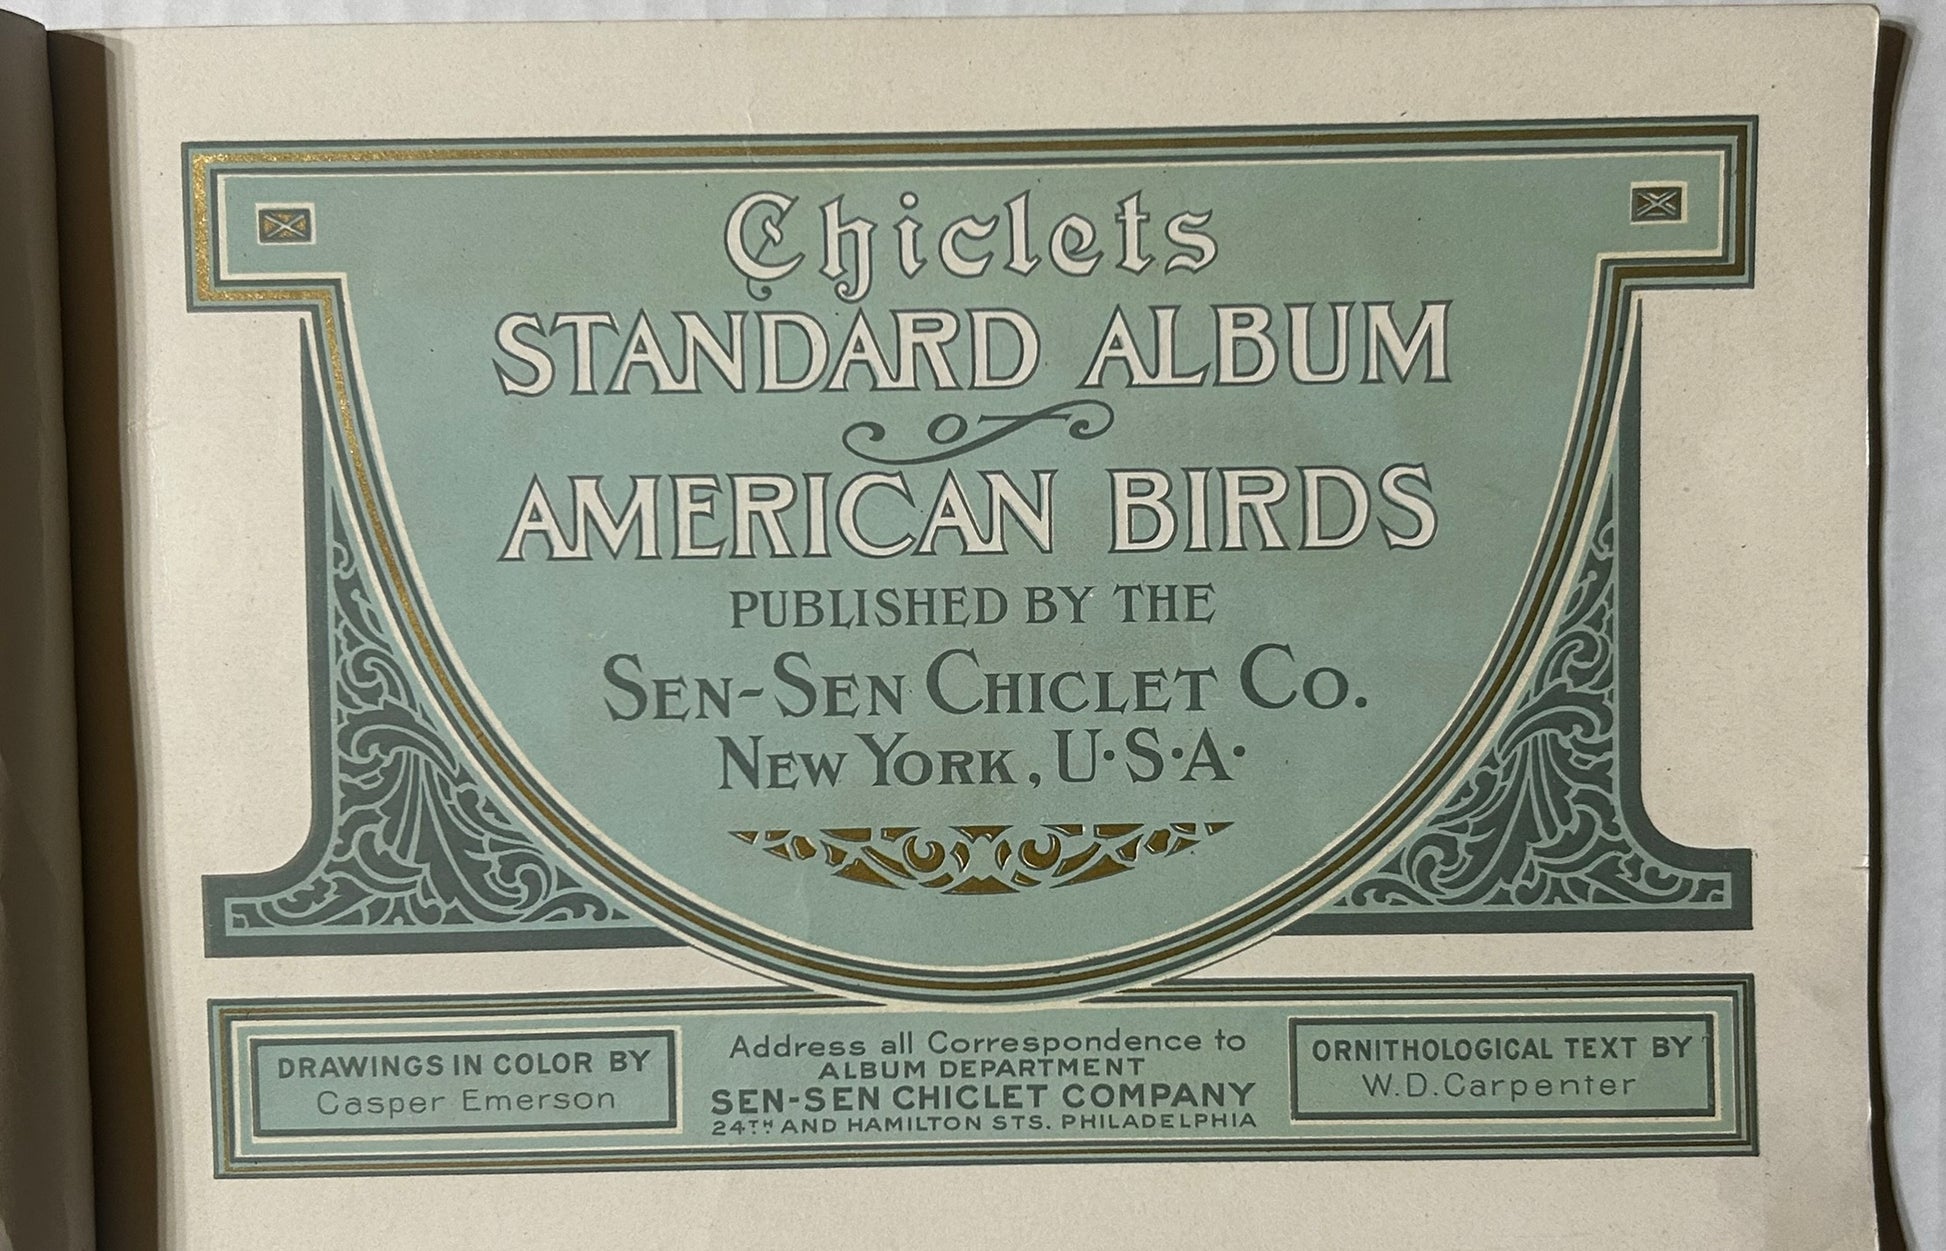 Chiclets
STANDARD ALBUM
of
AMERICAN BIRDS
PUBLISHED BY THE
SEN-SEN CHICLET CO.
NEW YORK, U·S·A·
DRAWINGS IN COLOR BY
Casper Emerson
Address all Correspondence to
ALBUM DEPARTMENT
SEN-SEN CHICLET COMPANY
24TH AND HAMILTON STS. PHILADELPHIA
ORNITHOLOGICAL TEXT BY
W.D.Carpenter